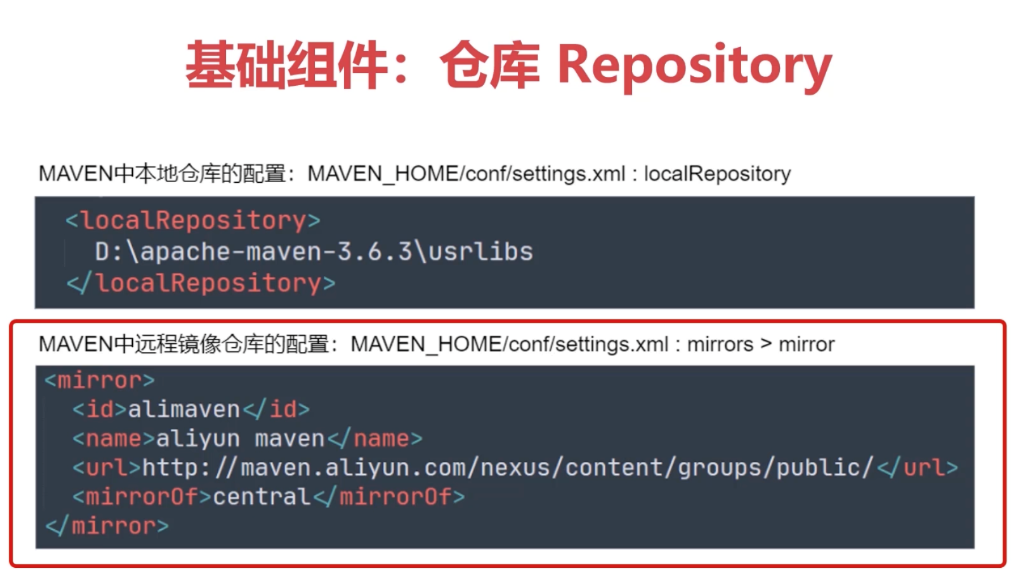 基础组件：仓库 Repository
MAVEN中本地仓库的配置：MAVEN_HOME/conf/settings.xml : localRepository
<localRepository>
D:\apache-maven-3.6.3\usrlibs
</localRepository>
MAVEN中远程镜像仓库的配置：MAVEN_HOME/conf/settings.xml : mirrors > mirror
<mirror>
<id>alimaven</id>
<name>aliyun maven</name>
<url>http://maven.aliyun.com/nexus/content/groups/public/</url>
<mirrorOf>central</mirrorOf>
</mirror>